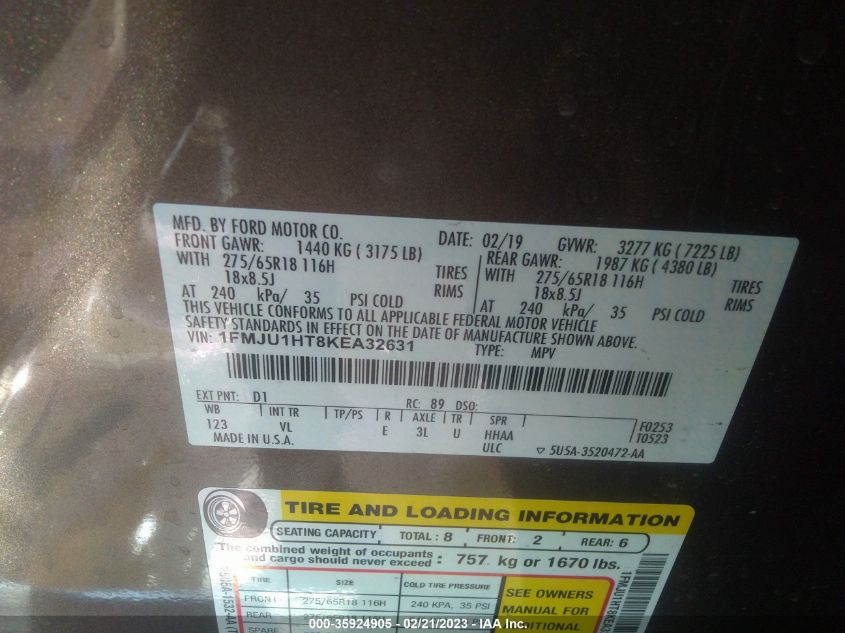 MFD. BY FORD MOTOR CO.
DATE: 02/19 GVWR: 3277 KG ( 7225 LB)
FRONT GAWR: 1440 KG ( 3175 LB)
WITH 275/65R18 116H TIRES
18x8.5J RIMS
AT 240 kPa/ 35 PSI COLD
REAR GAWR: 1987 KG ( 4380 LB)
WITH 275/65R18 116H TIRES
18x8.5J RIMS
AT 240 kPa/ 35 PSI COLD
THIS VEHICLE CONFORMS TO ALL APPLICABLE FEDERAL MOTOR VEHICLE
SAFETY STANDARDS IN EFFECT ON THE DATE OF MANUFACTURE SHOWN ABOVE.
VIN: 1FMJU1HT8KEA32631
TYPE: MPV
EXT PNT: D1 RC: 89 DSO:
WB INT TR TP/PS R AXLE TR SPR
123 VL E 3L U HHAA
ULC
F0253
T0523
MADE IN U.S.A.
5U5A-3520472-AA
TIRE AND LOADING INFORMATION
SEATING CAPACITY TOTAL : 8 FRONT: 2 REAR: 6
The combined weight of occupants
and cargo should never exceed : 757 kg or 1670 lbs.
TIRE SIZE COLD TIRE PRESSURE
FRONT 275/65R18 116H 240 KPA, 35 PSI
REAR
SPARE
SEE OWNERS
MANUAL FOR
ADDITIONAL
000-35924905 - 02/21/2023 - IAA Inc.